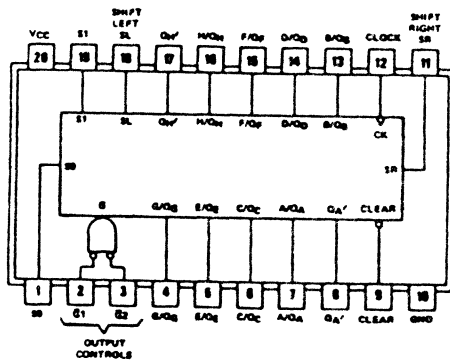 SHIFT LEFT SHIFT RIGHT
VCC S1 SL QH' H/QH F/QF D/QD B/QB CLOCK SR
20 19 18 17 16 15 14 13 12 11
S1 SL QH' H/QH F/QF D/QD B/QB CK
S0 SR
G G/QG E/QE C/QC A/QA QA' CLEAR
1 2 3 4 5 6 7 8 9 10
S0 G1 G2 G/QG E/QE C/QC A/QA QA' CLEAR GND
OUTPUT
CONTROLS